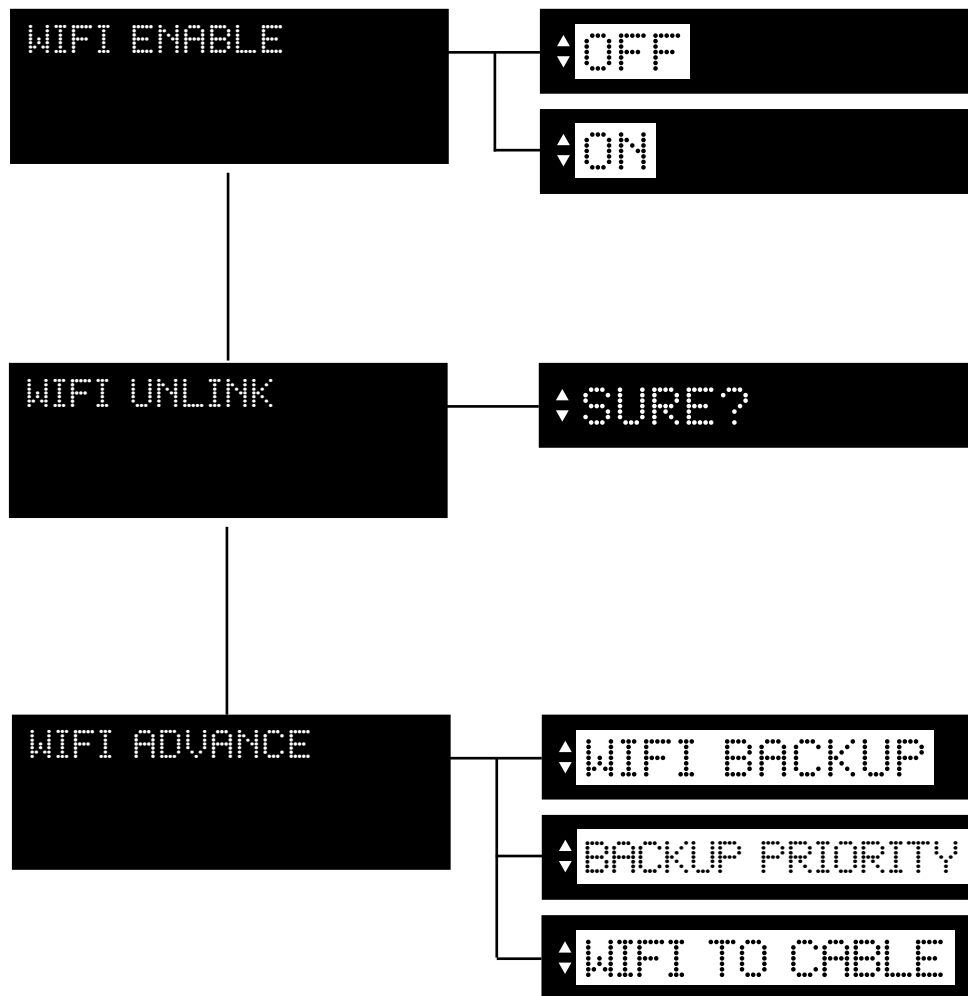 WIFI ENABLE
OFF
ON
WIFI UNLINK
SURE?
WIFI ADVANCE
WIFI BACKUP
BACKUP PRIORITY
WIFI TO CABLE